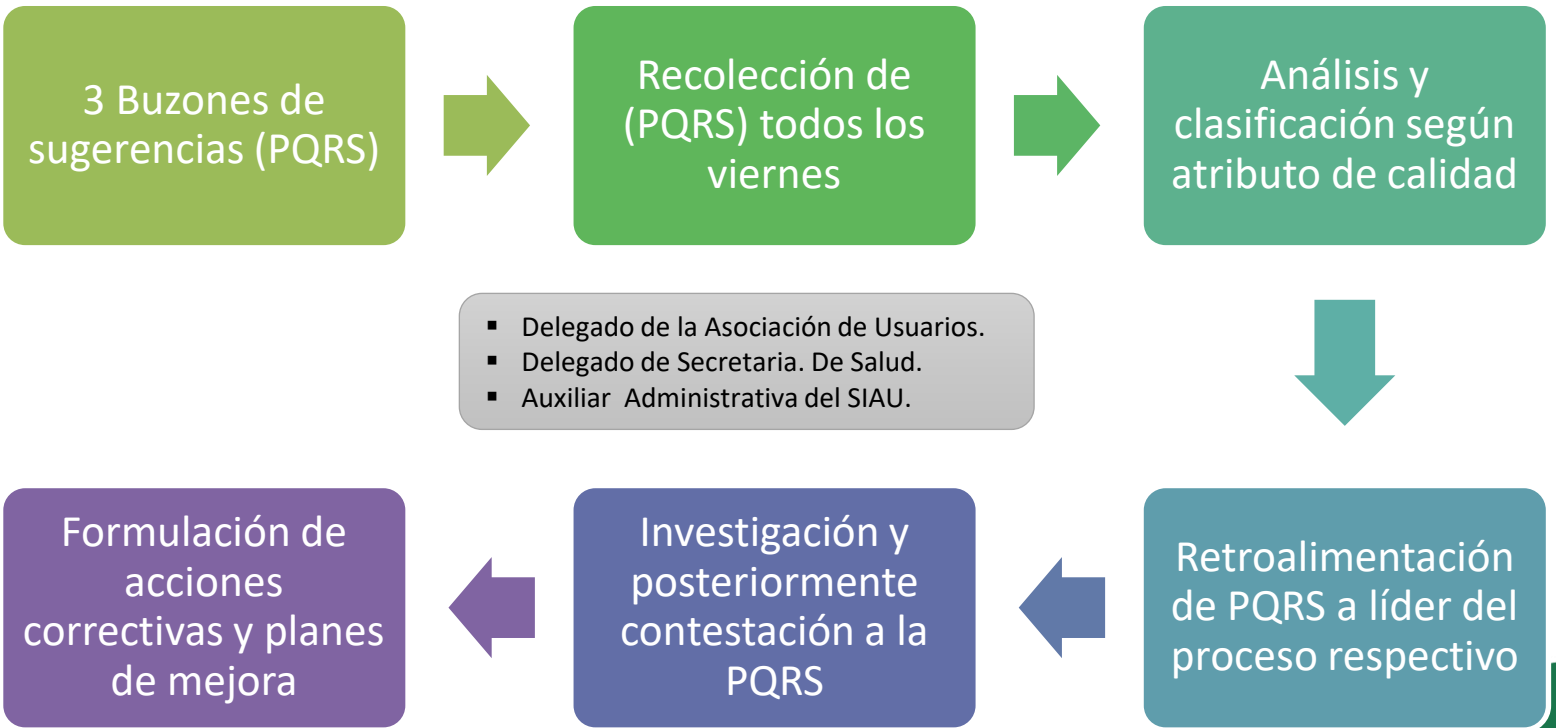 3 Buzones de
sugerencias (PQRS)
Recolección de
(PQRS) todos los
viernes
Análisis y
clasificación según
atributo de calidad
▪ Delegado de la Asociación de Usuarios.
▪ Delegado de Secretaria. De Salud.
▪ Auxiliar Administrativa del SIAU.
Retroalimentación
de PQRS a líder del
proceso respectivo
Investigación y
posteriormente
contestación a la
PQRS
Formulación de
acciones
correctivas y planes
de mejora